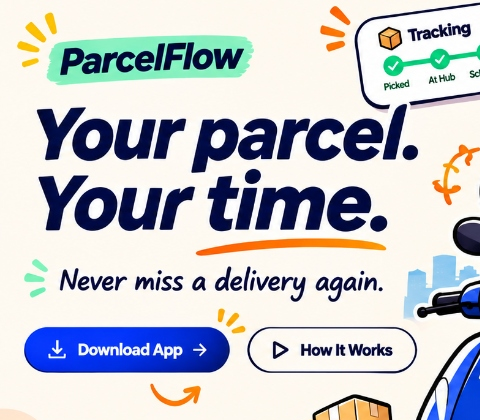 ParcelFlow
Tracking
Picked
At Hub
Your parcel.
Your time.
Never miss a delivery again.
Download App
How It Works